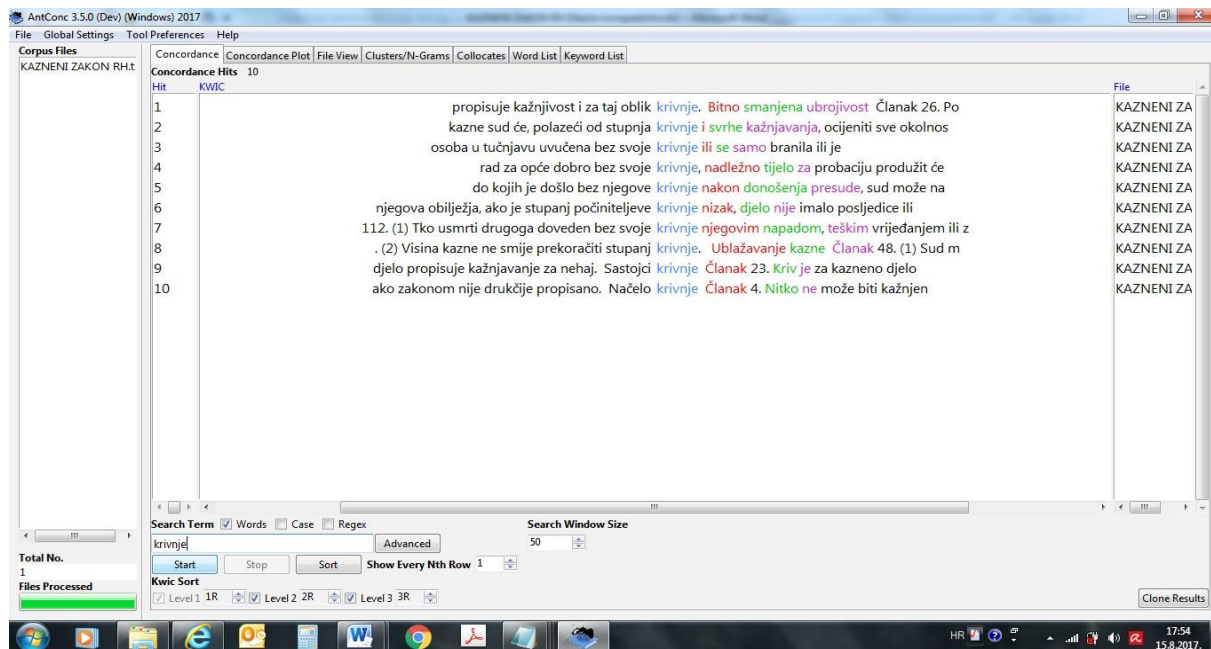 AntConc 3.5.0 (Dev) (Windows) 2017
File Global Settings Tool Preferences Help
Corpus Files
KAZNENI ZAKON RH.t
Concordance Concordance Plot File View Clusters/N-Grams Collocates Word List Keyword List
Concordance Hits 10
Hit KWIC File
1 propisuje kažnjivost i za taj oblik krivnje. Bitno smanjena ubrojivost Članak 26. Po KAZNENI ZA
2 kazne sud će, polazeći od stupnja krivnje i svrhe kažnjavanja, ocijeniti sve okolnos KAZNENI ZA
3 osoba u tučnjavu uvučena bez svoje krivnje ili se samo branila ili je KAZNENI ZA
4 rad za opće dobro bez svoje krivnje, nadležno tijelo za probaciju produžit će KAZNENI ZA
5 do kojih je došlo bez njegove krivnje nakon donošenja presude, sud može na KAZNENI ZA
6 njegova obilježja, ako je stupanj počiniteljeve krivnje nizak, djelo nije imalo posljedice ili KAZNENI ZA
7 112. (1) Tko usmrti drugoga doveden bez svoje krivnje njegovim napadom, teškim vrijeđanjem ili z KAZNENI ZA
8 . (2) Visina kazne ne smije prekoračiti stupanj krivnje. Ublažavanje kazne Članak 48. (1) Sud m KAZNENI ZA
9 djelo propisuje kažnjavanje za nehaj. Sastojci krivnje Članak 23. Kriv je za kazneno djelo KAZNENI ZA
10 ako zakonom nije drukčije propisano. Načelo krivnje Članak 4. Nitko ne može biti kažnjen KAZNENI ZA
Search Term Words Case Regex Search Window Size
krivnje Advanced 50
Total No.
1
Start Stop Sort Show Every Nth Row 1
Files Processed
Kwic Sort
Level 1 1R Level 2 2R Level 3 3R Clone Results
HR 17:54
15.8.2017.